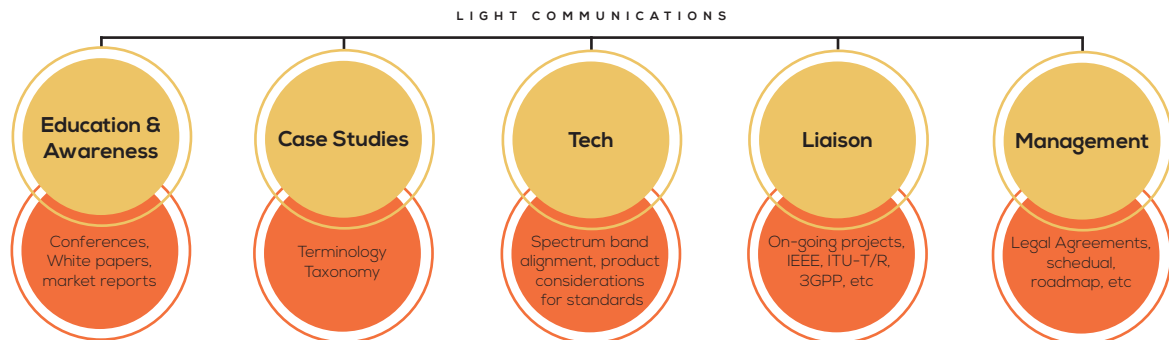 LIGHT COMMUNICATIONS
Education &
Awareness
Conferences,
White papers,
market reports
Case Studies
Terminology
Taxonomy
Tech
Spectrum band
alignment, product
considerations
for standards
Liaison
On-going projects,
IEEE, ITU-T/R,
3GPP, etc
Management
Legal Agreements,
schedual,
roadmap, etc